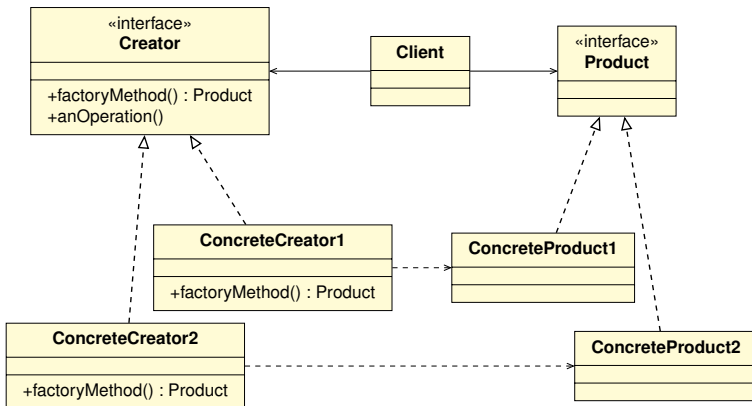 «interface»
Creator
+factoryMethod() : Product
+anOperation()
Client
«interface»
Product
ConcreteCreator1
+factoryMethod() : Product
ConcreteProduct1
ConcreteCreator2
+factoryMethod() : Product
ConcreteProduct2